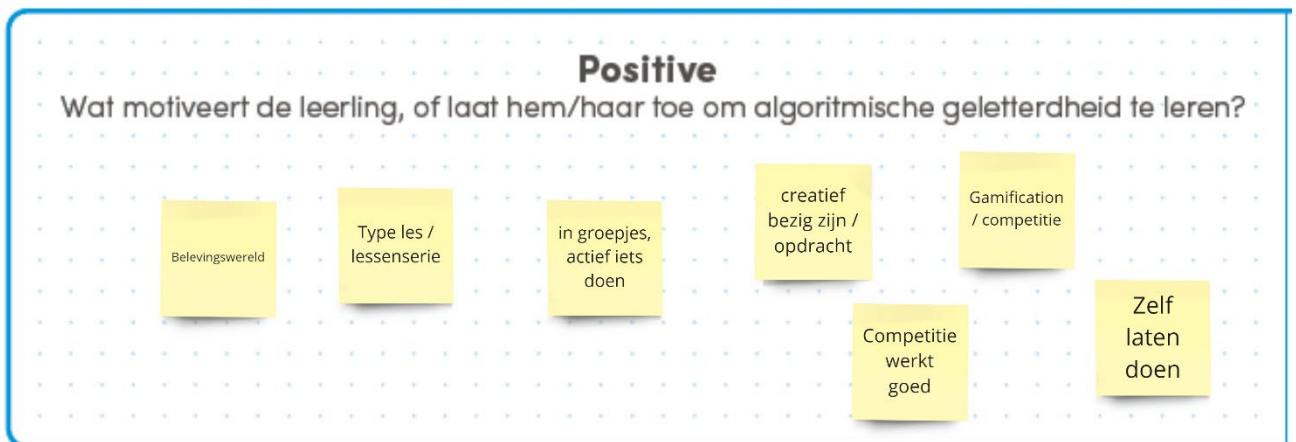 Positive
Wat motiveert de leerling, of laat hem/haar toe om algoritmische geletterdheid te leren?
Belevingswereld
Type les /
lessenserie
in groepjes,
actief iets
doen
creatief
bezig zijn /
opdracht
Gamification
/ competitie
Competitie
werkt
goed
Zelf
laten
doen